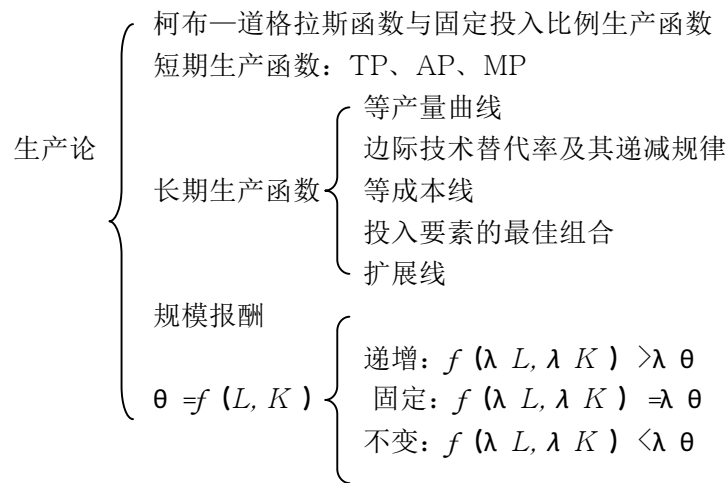 柯布—道格拉斯函数与固定投入比例生产函数
短期生产函数：TP、AP、MP
等产量曲线
生产论
边际技术替代率及其递减规律
长期生产函数
等成本线
投入要素的最佳组合
扩展线
规模报酬
递增：f (λ L, λ K ) >λ θ
θ =f (L, K )
固定：f (λ L, λ K ) =λ θ
不变：f (λ L, λ K ) <λ θ